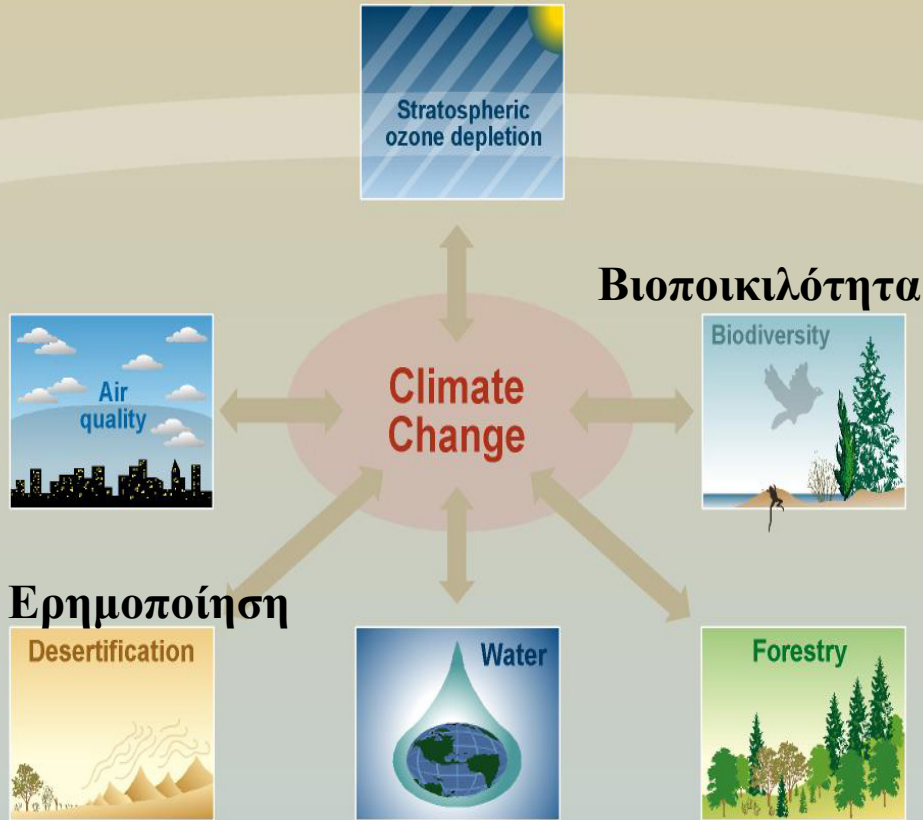 Stratospheric
ozone depletion
Βιοποικιλότητα
Air
quality
Climate
Change
Biodiversity
Ερημοποίηση
Desertification
Water
Forestry